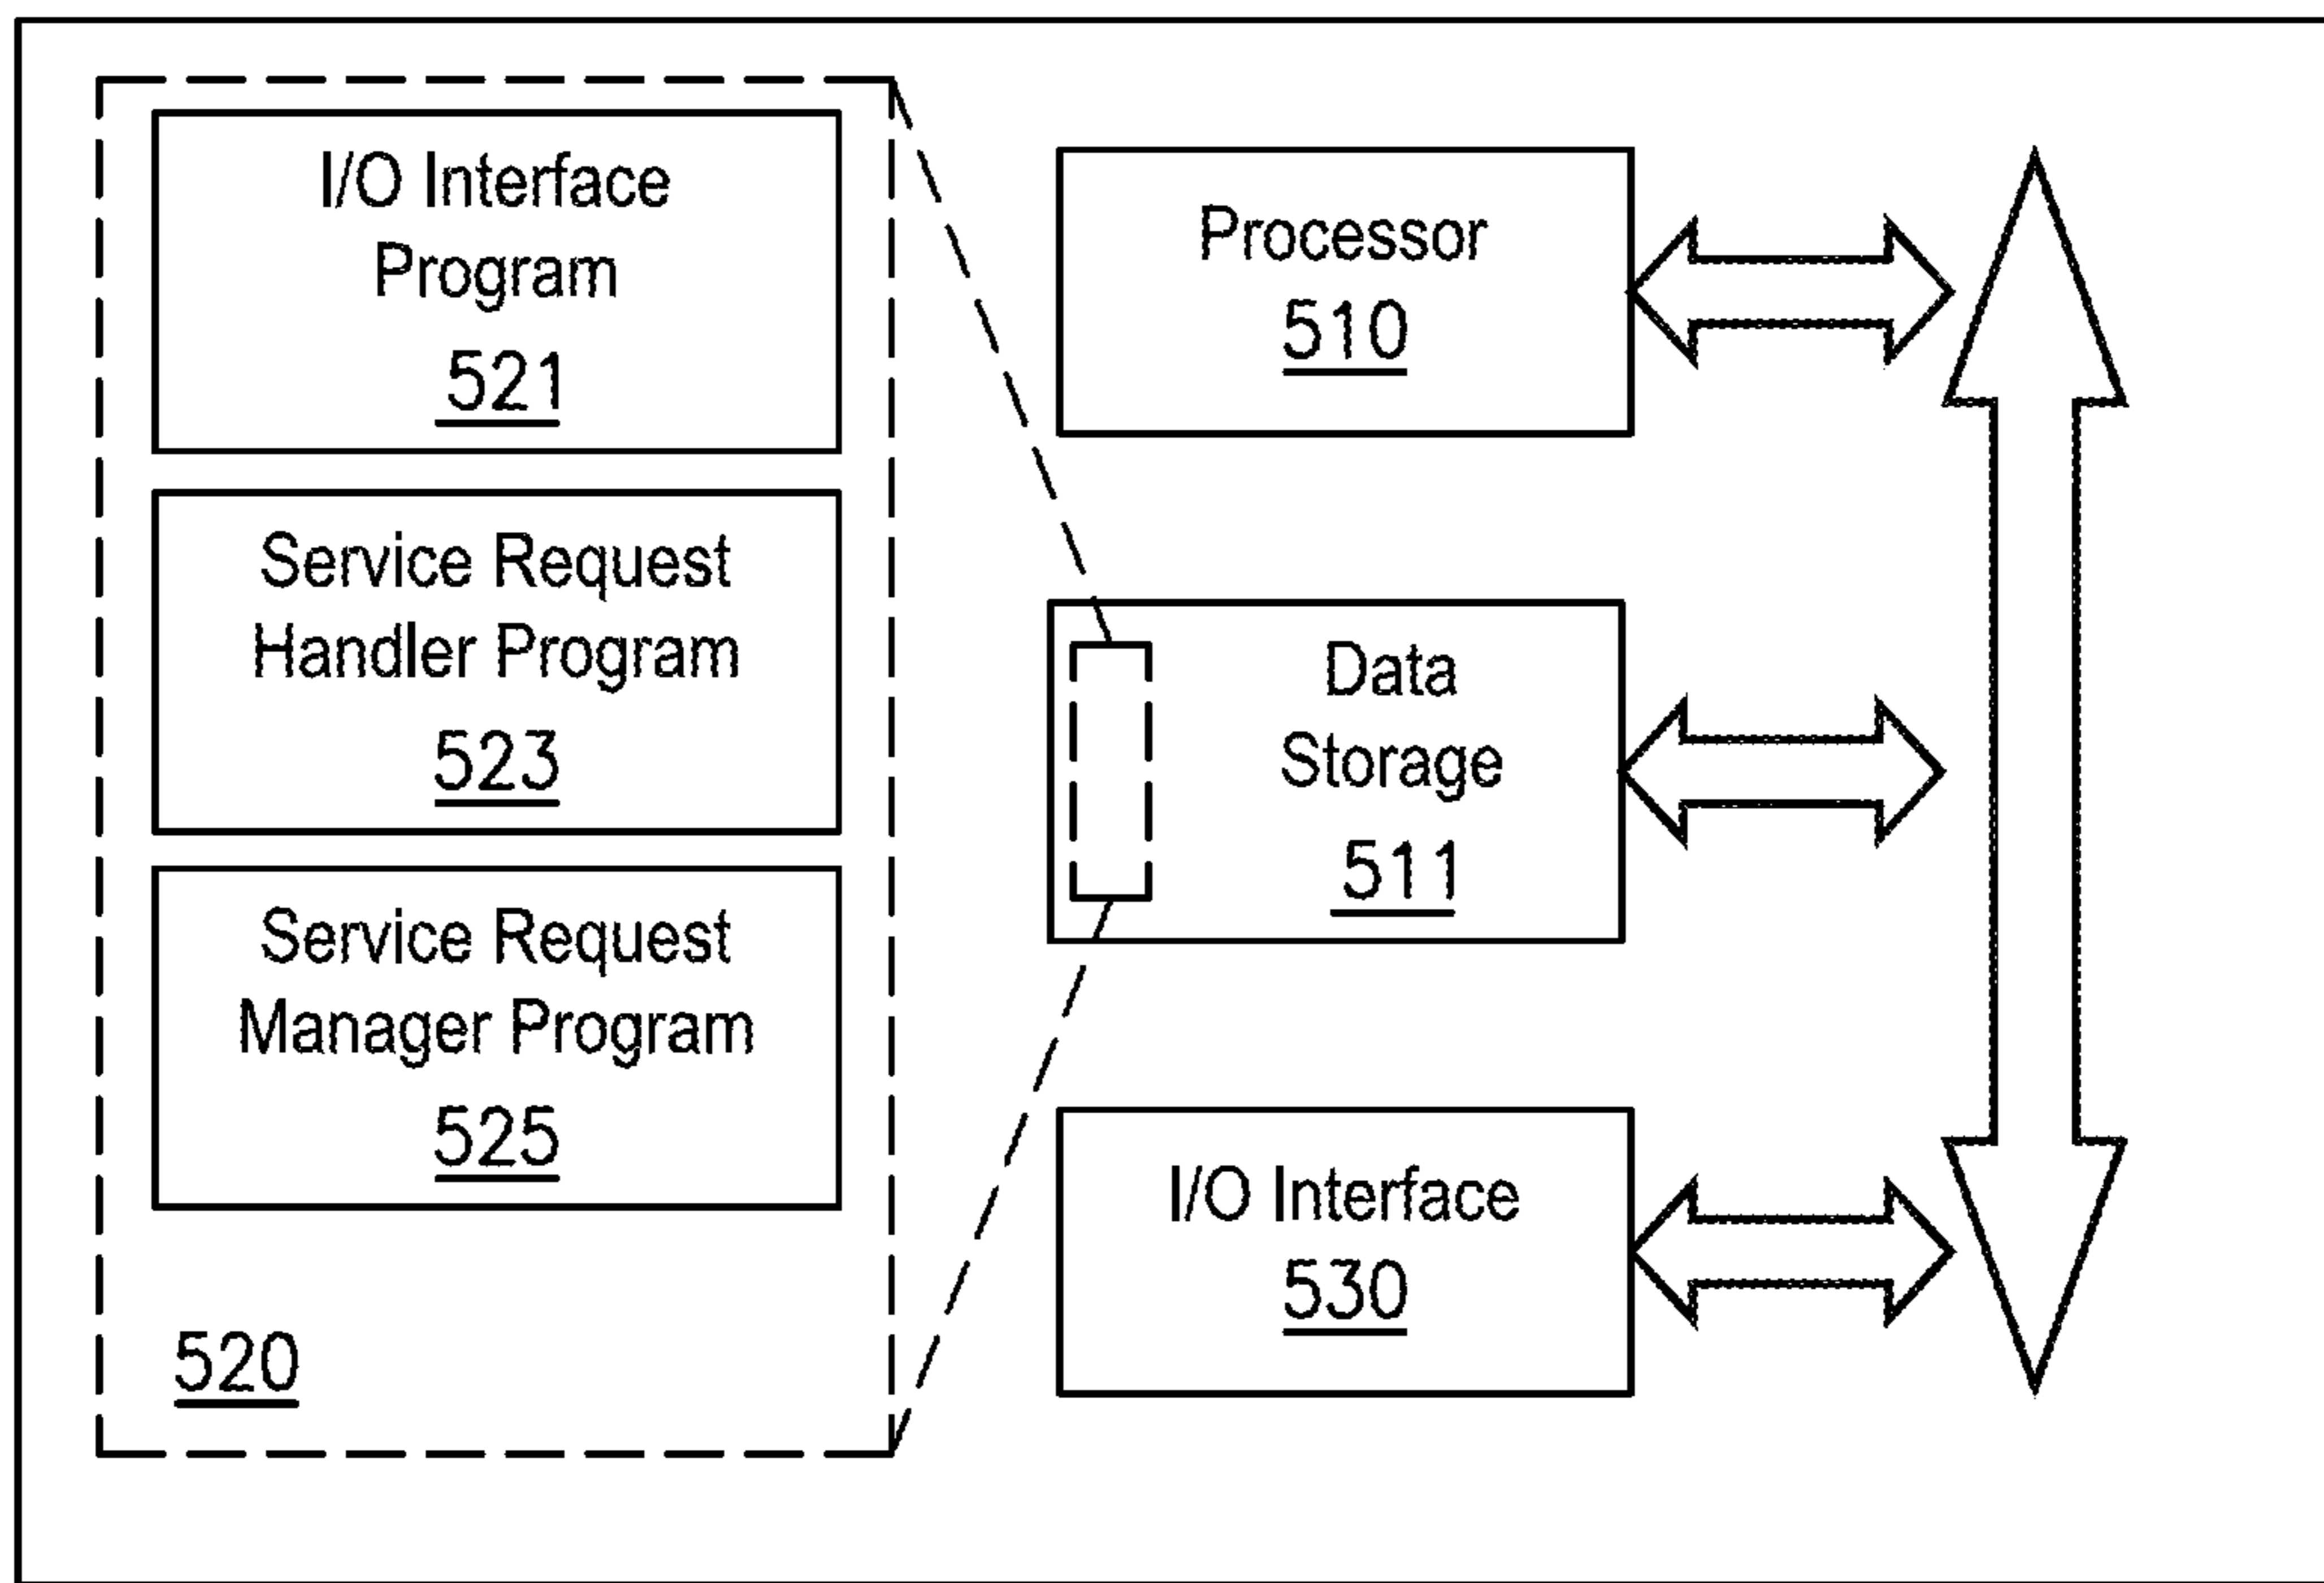 I/O Interface
Program
521
Service Request
Handler Program
523
Service Request
Manager Program
525
520
Processor
510
Data
Storage
511
I/O Interface
530